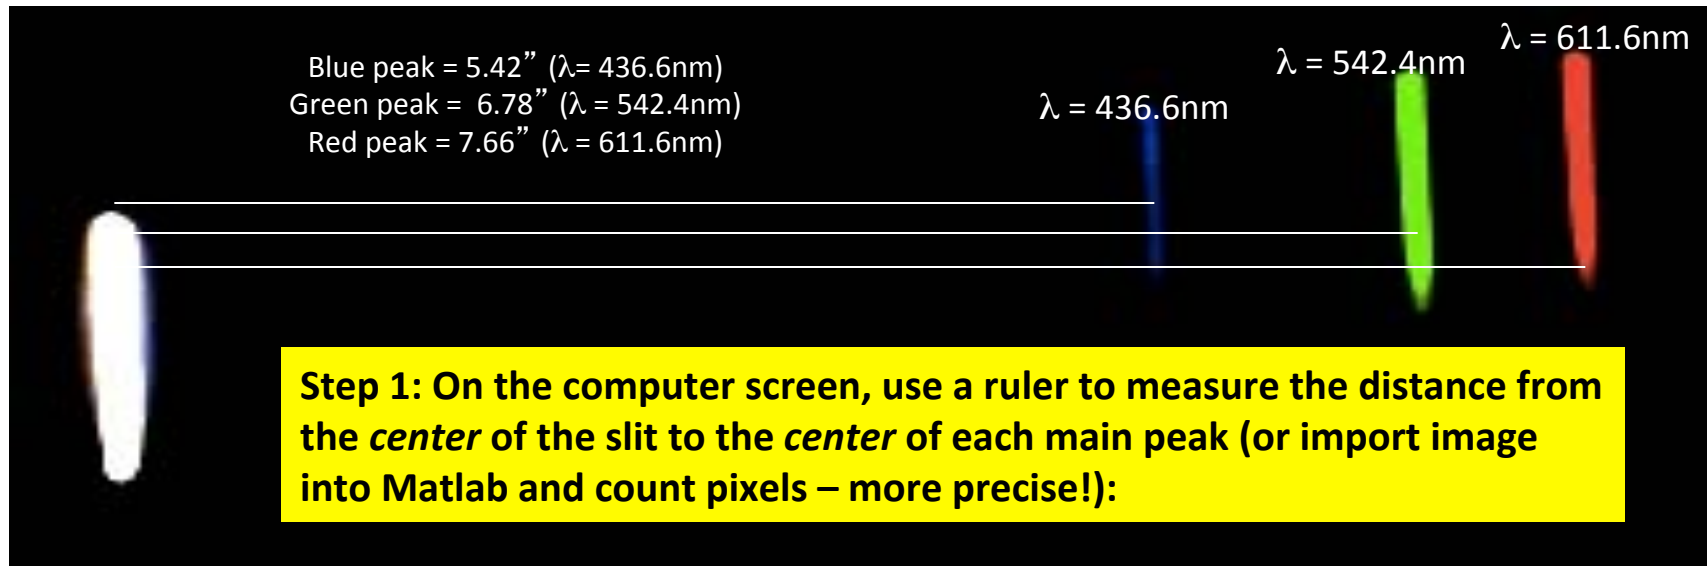 λ = 611.6nm
λ = 542.4nm
Blue peak = 5.42” (λ= 436.6nm)
Green peak =  6.78” (λ = 542.4nm)
λ = 436.6nm
Red peak = 7.66” (λ = 611.6nm)
Step 1: On the computer screen, use a ruler to measure the distance from
the center of the slit to the center of each main peak (or import image
into Matlab and count pixels – more precise!):